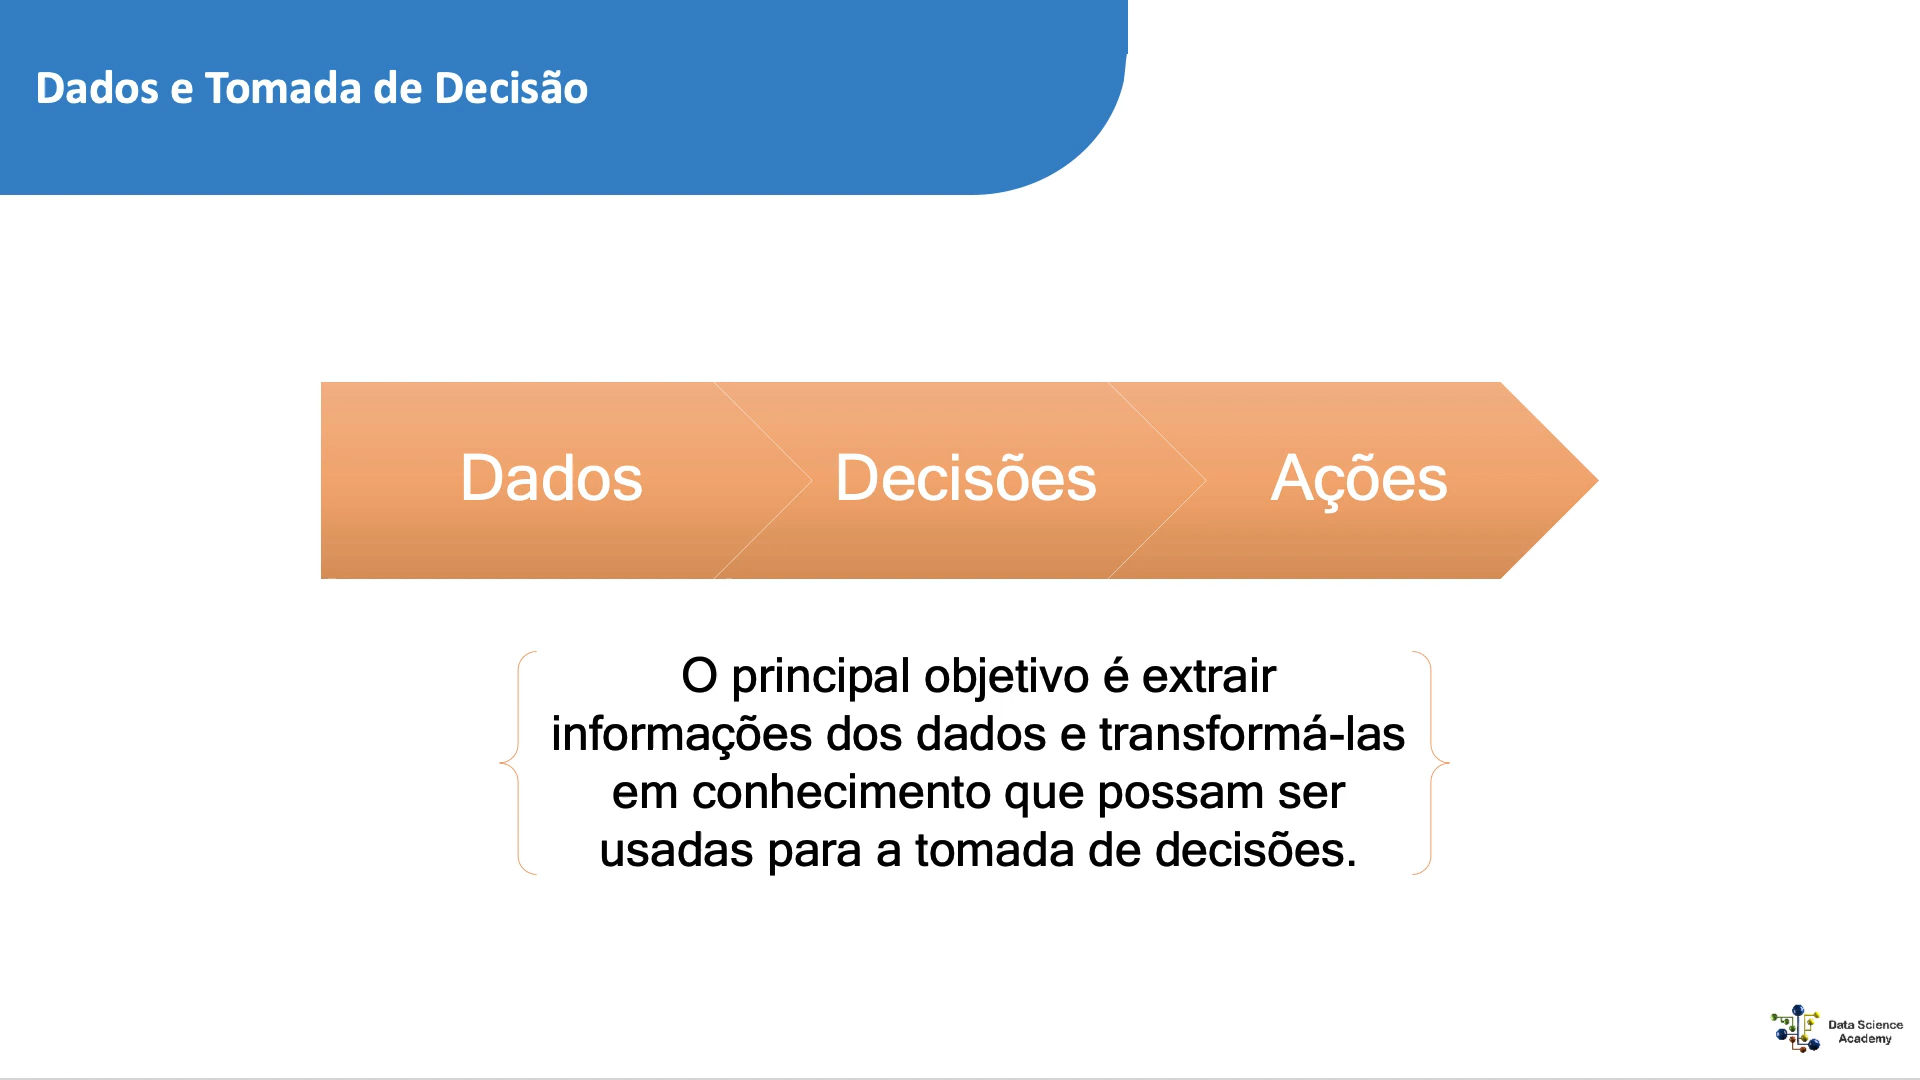 Dados e Tomada de Decisão
Dados
Decisões
Ações
O principal objetivo é extrair
informações dos dados e transformá-las
em conhecimento que possam ser
usadas para a tomada de decisões.
Data Science
Academy